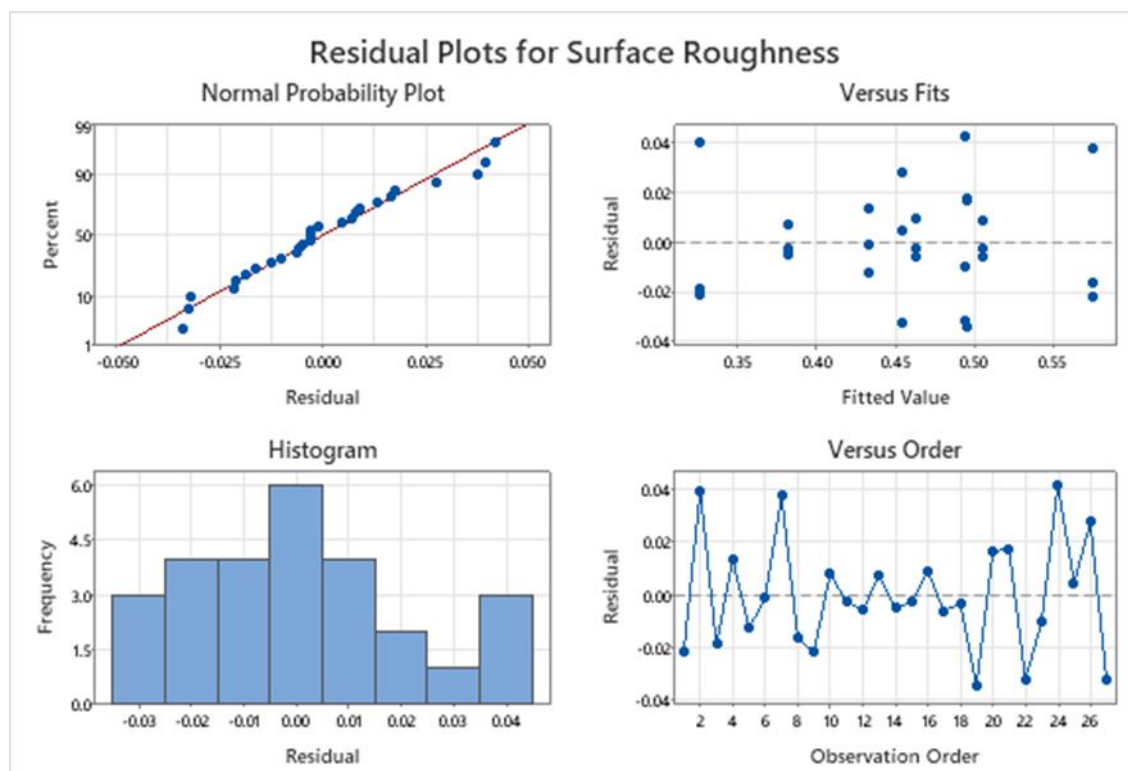 Residual Plots for Surface Roughness
Normal Probability Plot
Percent
99
90
50
10
1
-0.050 -0.025 0.000 0.025 0.050
Residual
Versus Fits
Residual
0.04
0.02
0.00
-0.02
-0.04
0.35 0.40 0.45 0.50 0.55
Fitted Value
Histogram
Frequency
6.0
4.5
3.0
1.5
0.0
-0.03 -0.02 -0.01 0.00 0.01 0.02 0.03 0.04
Residual
Versus Order
Residual
0.04
0.02
0.00
-0.02
-0.04
2 4 6 8 10 12 14 16 18 20 22 24 26
Observation Order